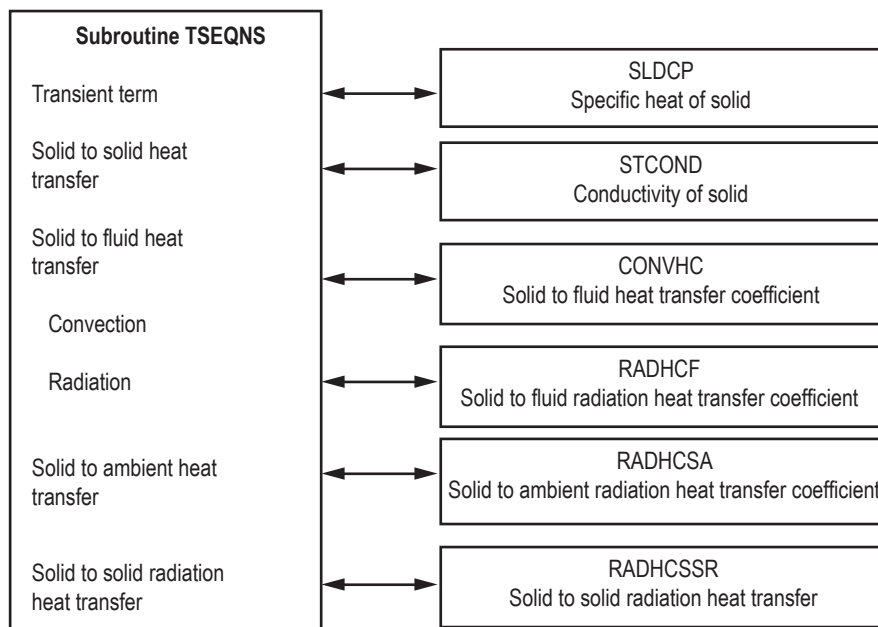 Subroutine TSEQNS
Transient term
Solid to solid heat
transfer
Solid to fluid heat
transfer
Convection
Radiation
Solid to ambient heat
transfer
Solid to solid radiation
heat transfer
SLDCP
Specific heat of solid
STCOND
Conductivity of solid
CONVHC
Solid to fluid heat transfer coefficient
RADHCF
Solid to fluid radiation heat transfer coefficient
RADHCSA
Solid to ambient radiation heat transfer coefficient
RADHCSSR
Solid to solid radiation heat transfer